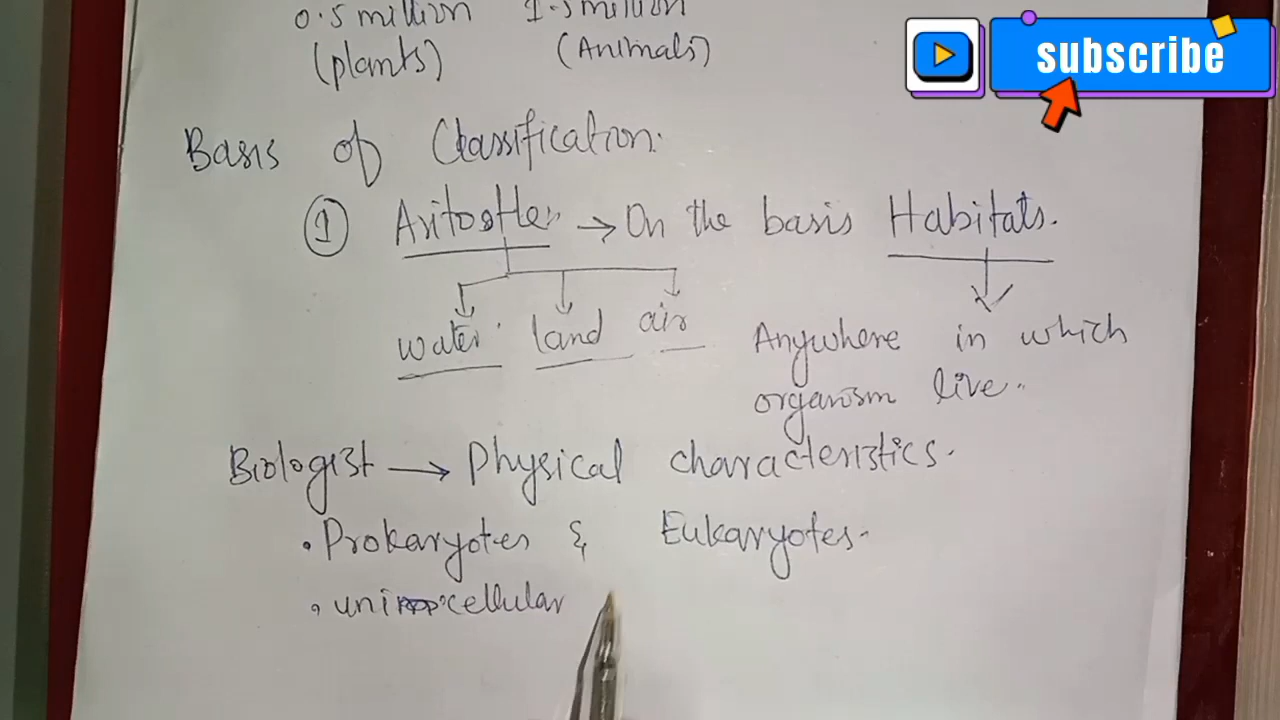 0.5 million 1.5 million
(plants) (Animals)
subscribe
Basis of Classification.
① Aritostle. → On the basis Habitats.
water land air
Anywhere in which
organism live.
Biologist → Physical characteristics.
• Prokaryotes & Eukaryotes.
• unicellular